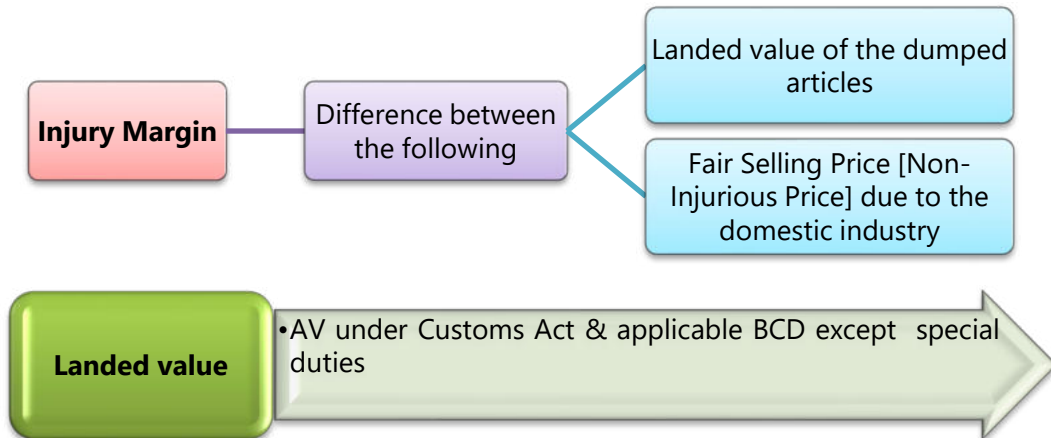 Injury Margin
Difference between
the following
Landed value of the dumped
articles
Fair Selling Price [Non-
Injurious Price] due to the
domestic industry
Landed value
•AV under Customs Act & applicable BCD except special
duties